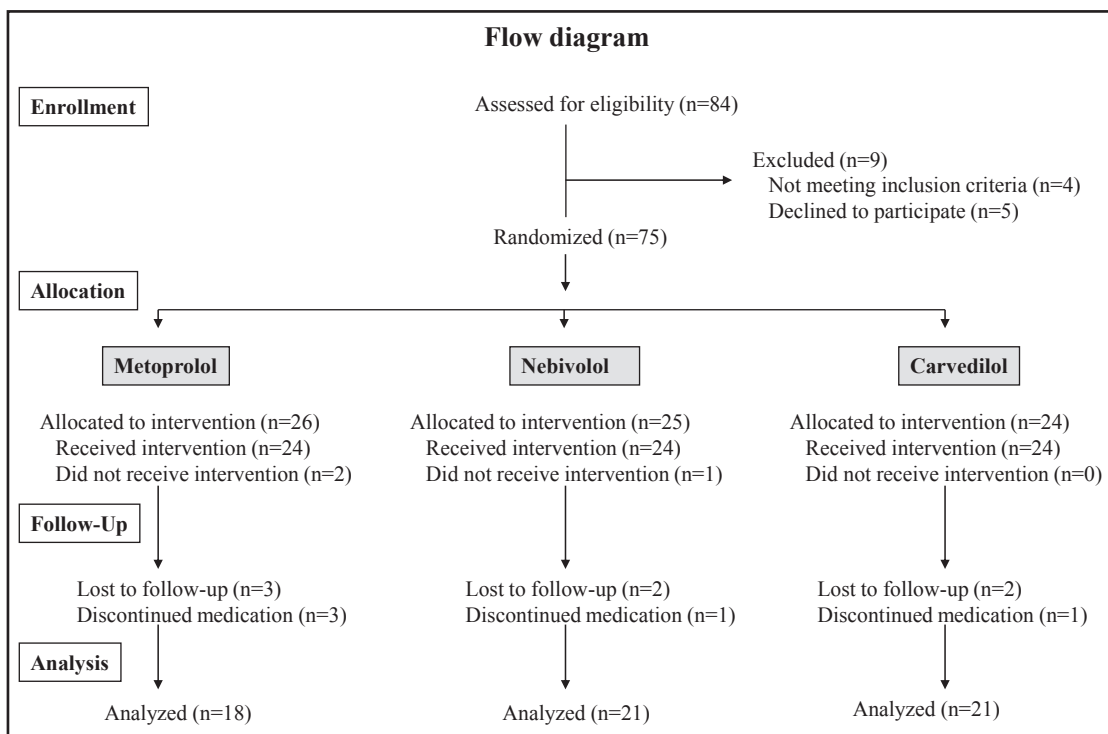 Flow diagram
Enrollment
Assessed for eligibility (n=84)
Excluded (n=9)
Not meeting inclusion criteria (n=4)
Declined to participate (n=5)
Randomized (n=75)
Allocation
Metoprolol
Nebivolol
Carvedilol
Allocated to intervention (n=26)
Received intervention (n=24)
Did not receive intervention (n=2)
Allocated to intervention (n=25)
Received intervention (n=24)
Did not receive intervention (n=1)
Allocated to intervention (n=24)
Received intervention (n=24)
Did not receive intervention (n=0)
Follow-Up
Lost to follow-up (n=3)
Discontinued medication (n=3)
Lost to follow-up (n=2)
Discontinued medication (n=1)
Lost to follow-up (n=2)
Discontinued medication (n=1)
Analysis
Analyzed (n=18)
Analyzed (n=21)
Analyzed (n=21)